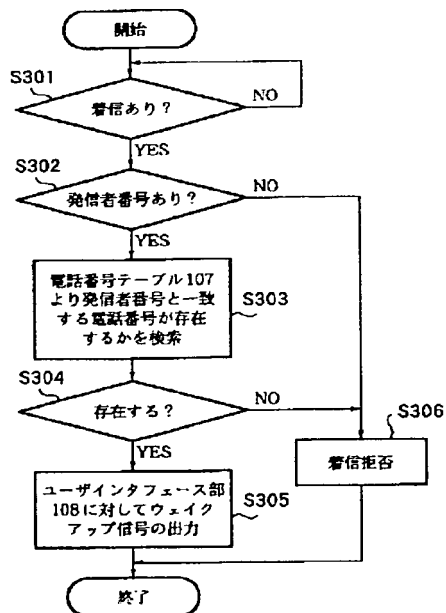 開始
S301
着信あり?
NO
YES
S302
発信者番号あり?
NO
YES
電話番号テーブル107
より発信者番号と一致
する電話番号が存在
するかを検索
S303
S304
存在する?
NO
YES
S306
着信拒否
ユーザインタフェース部
108に対してウェイク
アップ信号の出力
S305
終了